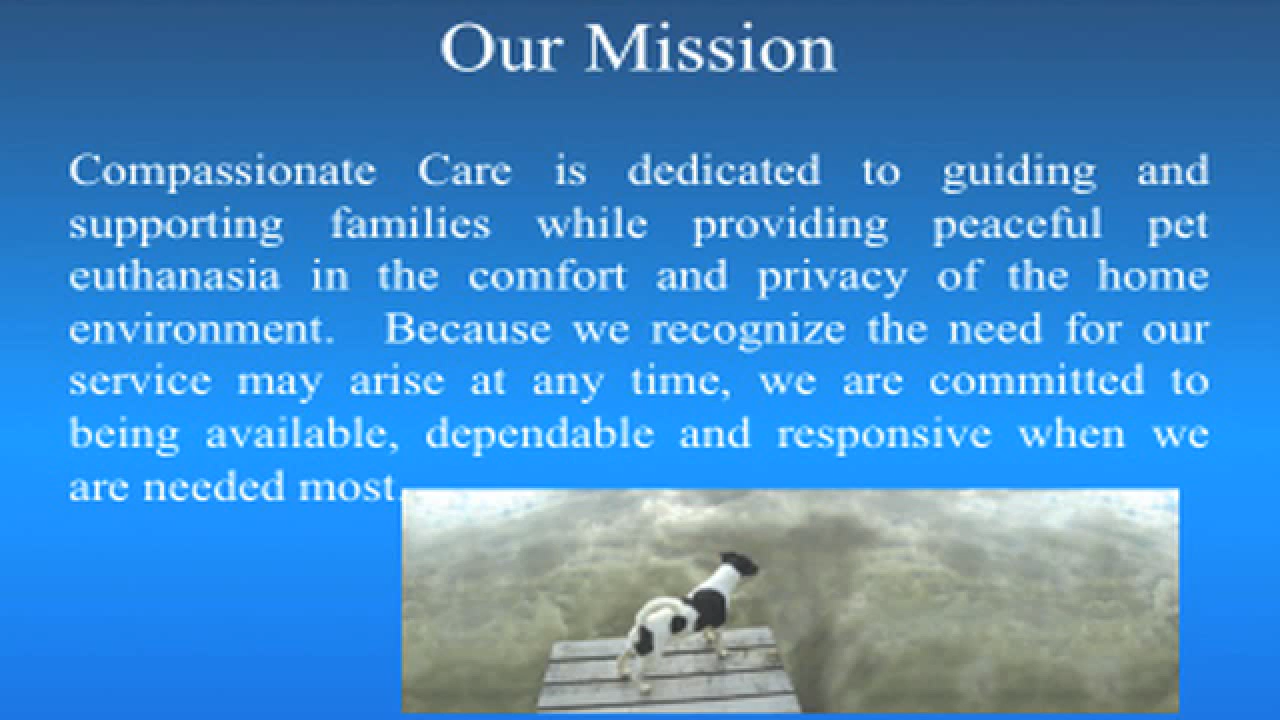 Our Mission
Compassionate Care is dedicated to guiding and
supporting families while providing peaceful pet
euthanasia in the comfort and privacy of the home
environment. Because we recognize the need for our
service may arise at any time, we are committed to
being available, dependable and responsive when we
are needed most.